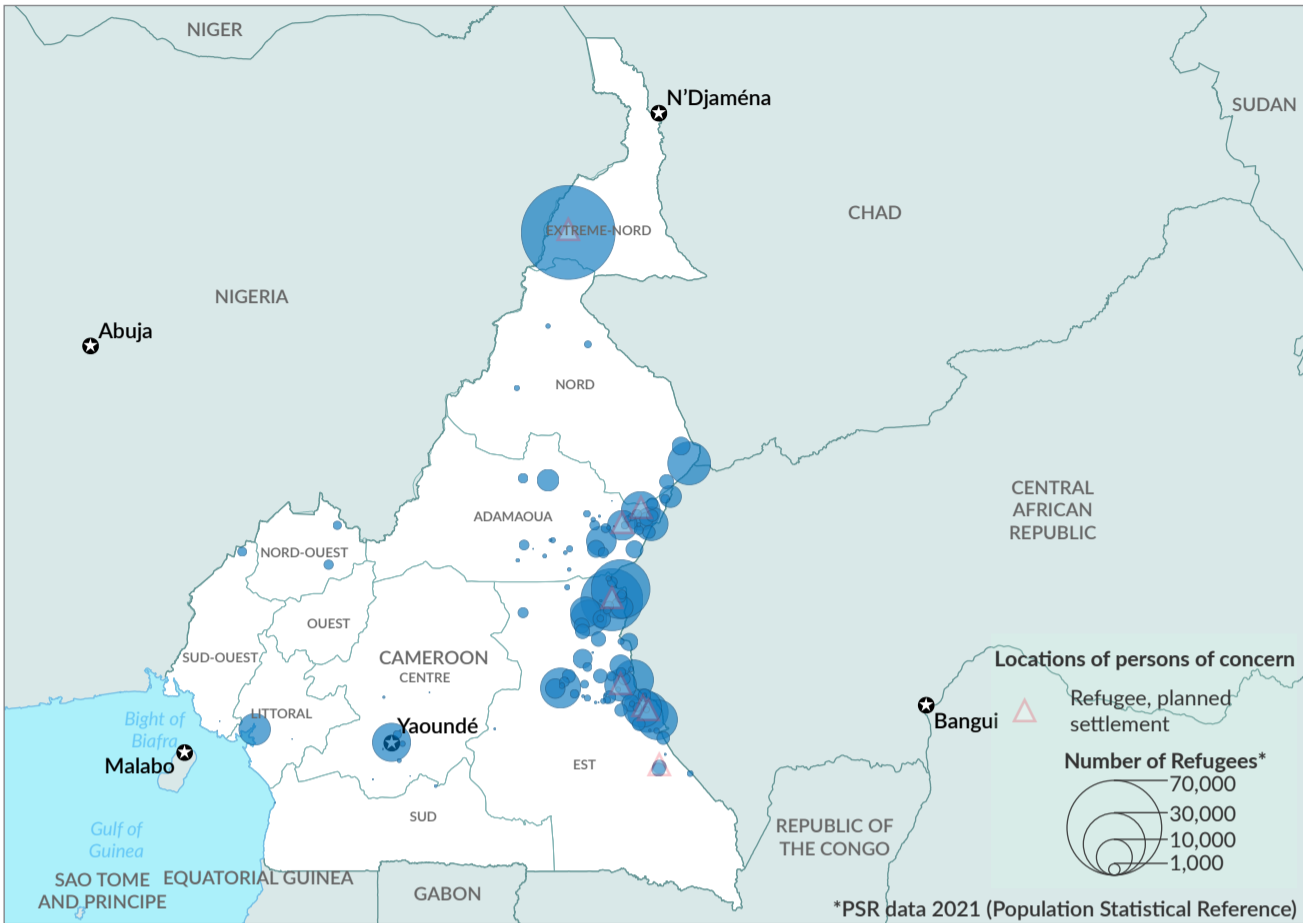 NIGER
N'Djaména
SUDAN
CHAD
EXTREME-NORD
NIGERIA
Abuja
NORD
CENTRAL
AFRICAN
REPUBLIC
ADAMAOUA
NORD-OUEST
OUEST
SUD-OUEST
CAMEROON
CENTRE
LITTORAL
Bight of
Biafra
Yaoundé
Malabo
Bangui
EST
SUD
Gulf of
Guinea
REPUBLIC OF
THE CONGO
SAO TOME
AND PRINCIPE
EQUATORIAL GUINEA
GABON
Locations of persons of concern
Refugee, planned
settlement
Number of Refugees*
70,000
30,000
10,000
1,000
*PSR data 2021 (Population Statistical Reference)